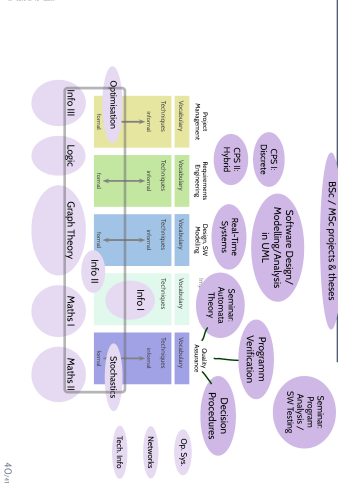 BSc / MSc projects & theses
CPS I:
Discrete
CPS II:
Hybrid
Software Design/
Modelling/Analysis
in UML
Real-Time
Systems
Seminar:
Automata
Theory
Programm
Verification
Seminar:
Program
Analysis /
SW Testing
Decision
Procedures
Project
Management
Requirements
Engineering
Design, SW
Modelling
Quality
Assurance
Vocabulary
Vocabulary
Vocabulary
Vocabulary
Vocabulary
Techniques
informal
formal
Techniques
informal
formal
Techniques
informal
formal
Techniques
Techniques
informal
formal
Optimisation
Info I
Info II
Stochastics
Info III
Logic
Graph Theory
Maths I
Maths II
Op. Sys.
Networks
Tech. Info
40/41